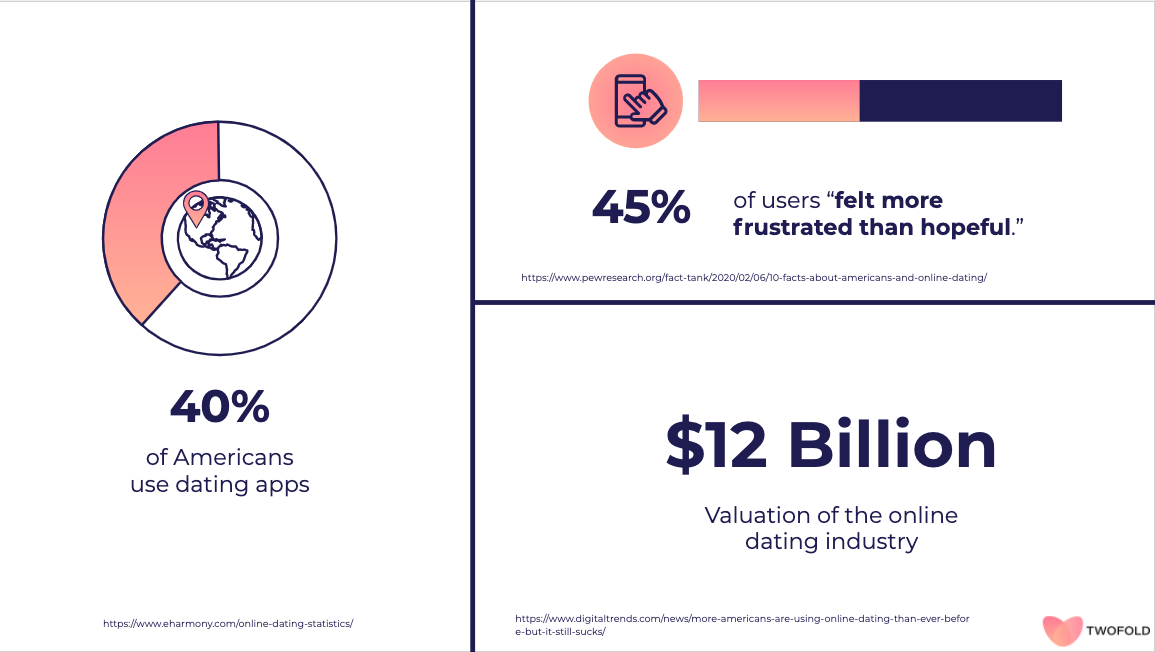 40%
of Americans
use dating apps
https://www.eharmony.com/online-dating-statistics/
45%
of users “felt more
frustrated than hopeful.”
https://www.pewresearch.org/fact-tank/2020/02/06/10-facts-about-americans-and-online-dating/
$12 Billion
Valuation of the online
dating industry
https://www.digitaltrends.com/news/more-americans-are-using-online-dating-than-ever-befor
e-but-it-still-sucks/
TWOFOLD